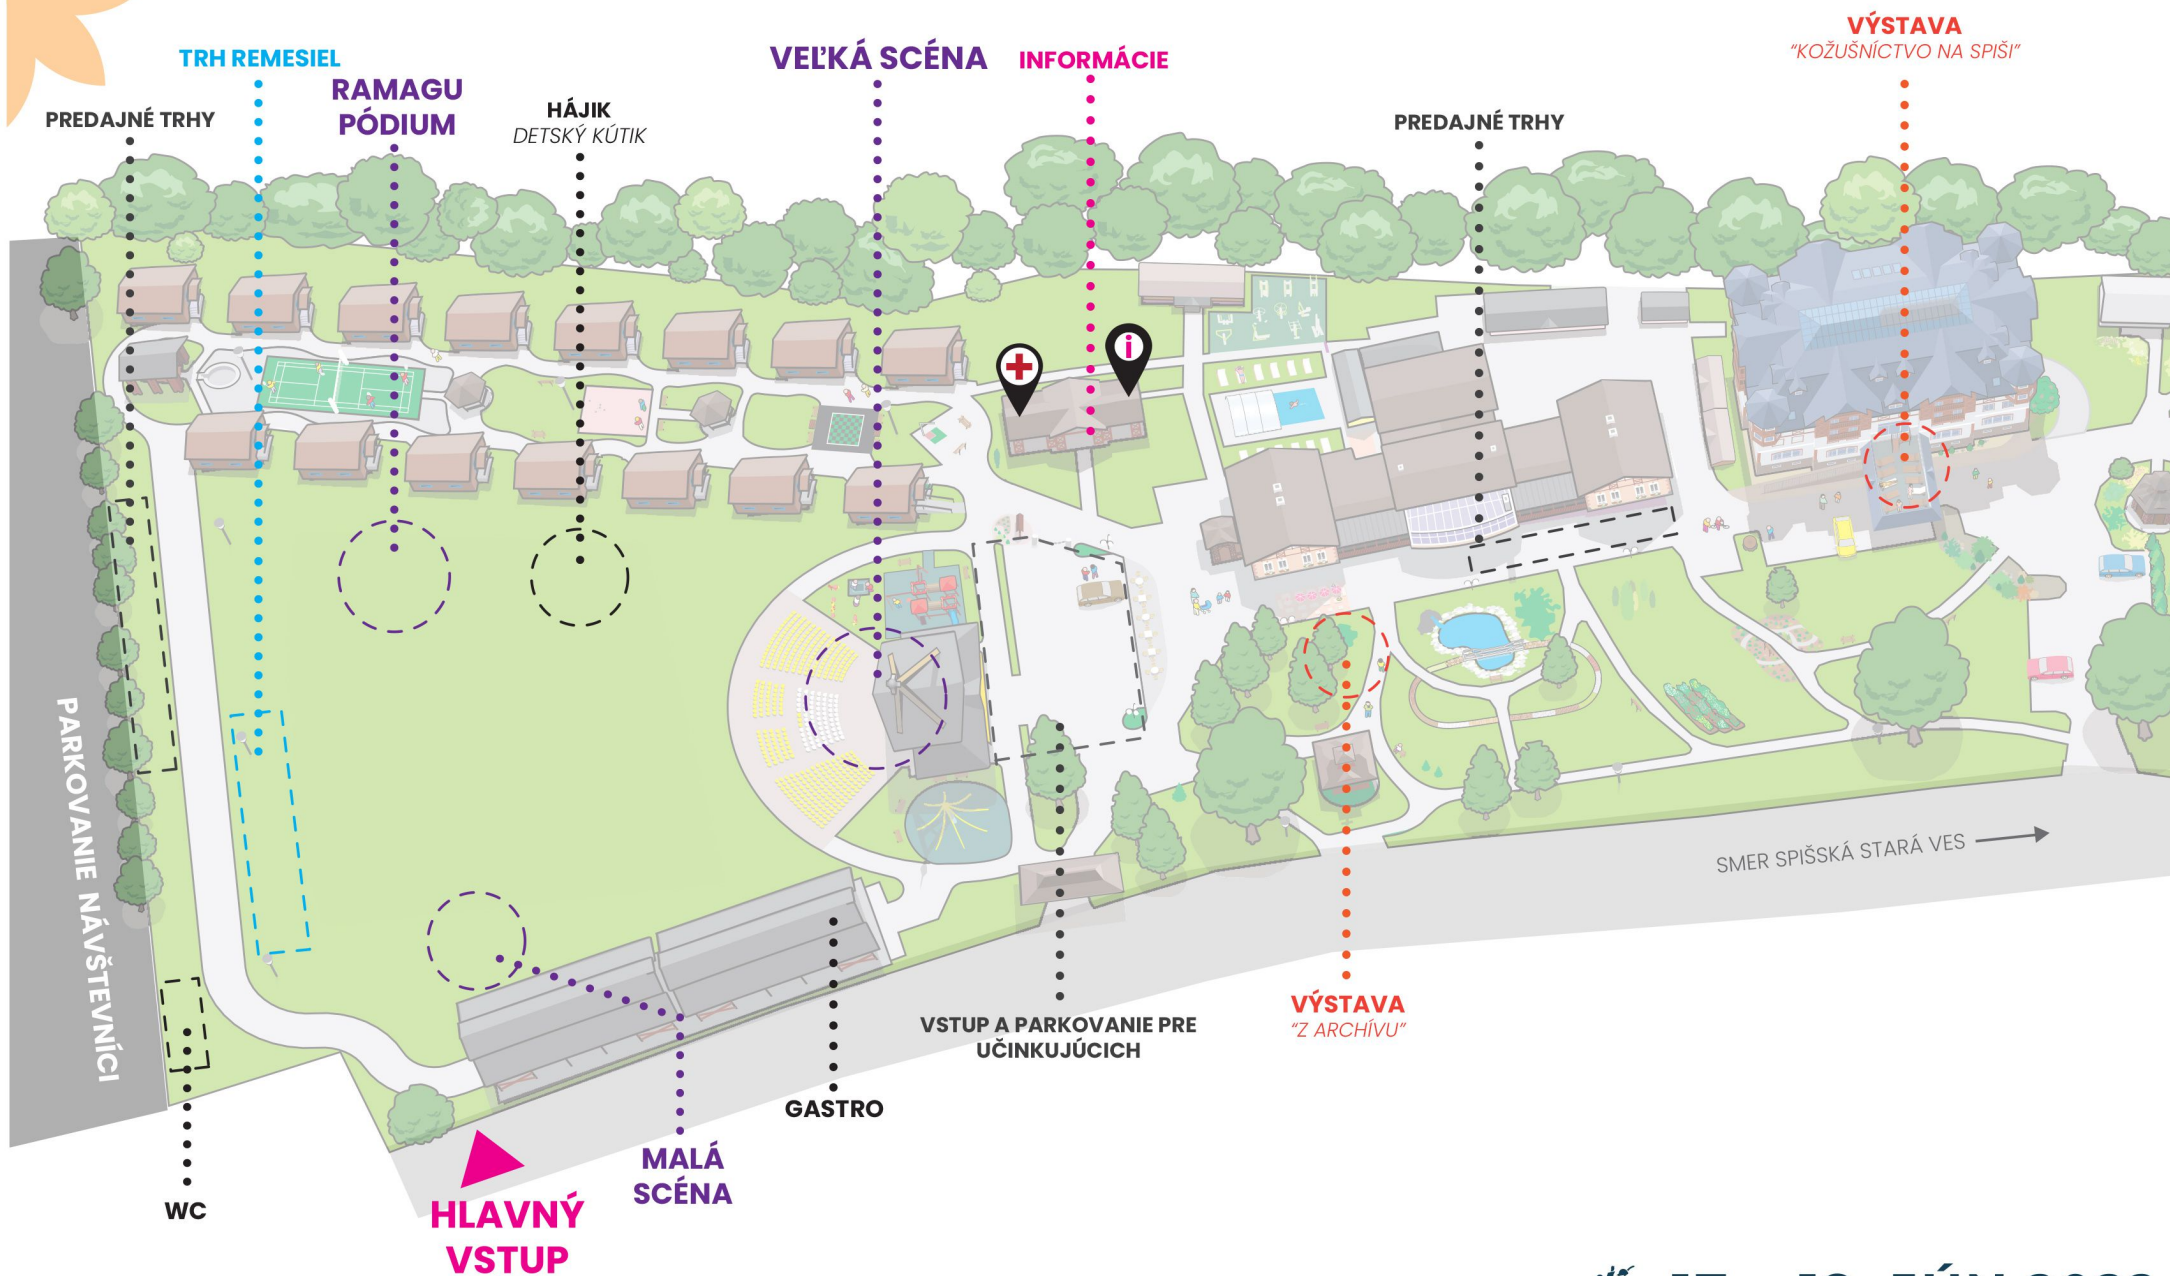 VÝSTAVA
“KOŽUŠNÍCTVO NA SPIŠI”
TRH REMESIEL
VEĽKÁ SCÉNA
INFORMÁCIE
RAMAGU
PÓDIUM
HÁJIK
DETSKÝ KÚTIK
PREDAJNÉ TRHY
PREDAJNÉ TRHY
i
PARKOVANIE NÁVŠTEVNÍCI
SMER SPIŠSKÁ STARÁ VES
VÝSTAVA
“Z ARCHÍVU”
VSTUP A PARKOVANIE PRE
UČINKUJÚCICH
GASTRO
MALÁ
SCÉNA
WC
HLAVNÝ
VSTUP